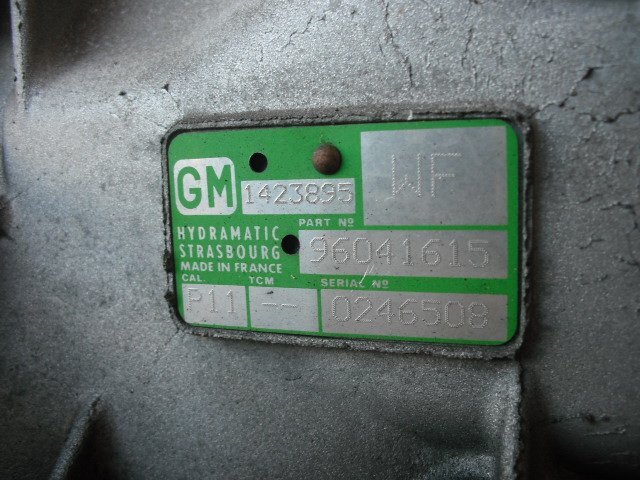 GM
1423895
WF
PART Nº
96041615
HYDRAMATIC
STRASBOURG
MADE IN FRANCE
CAL. TCM SERIAL Nº
P11 -- 0246508